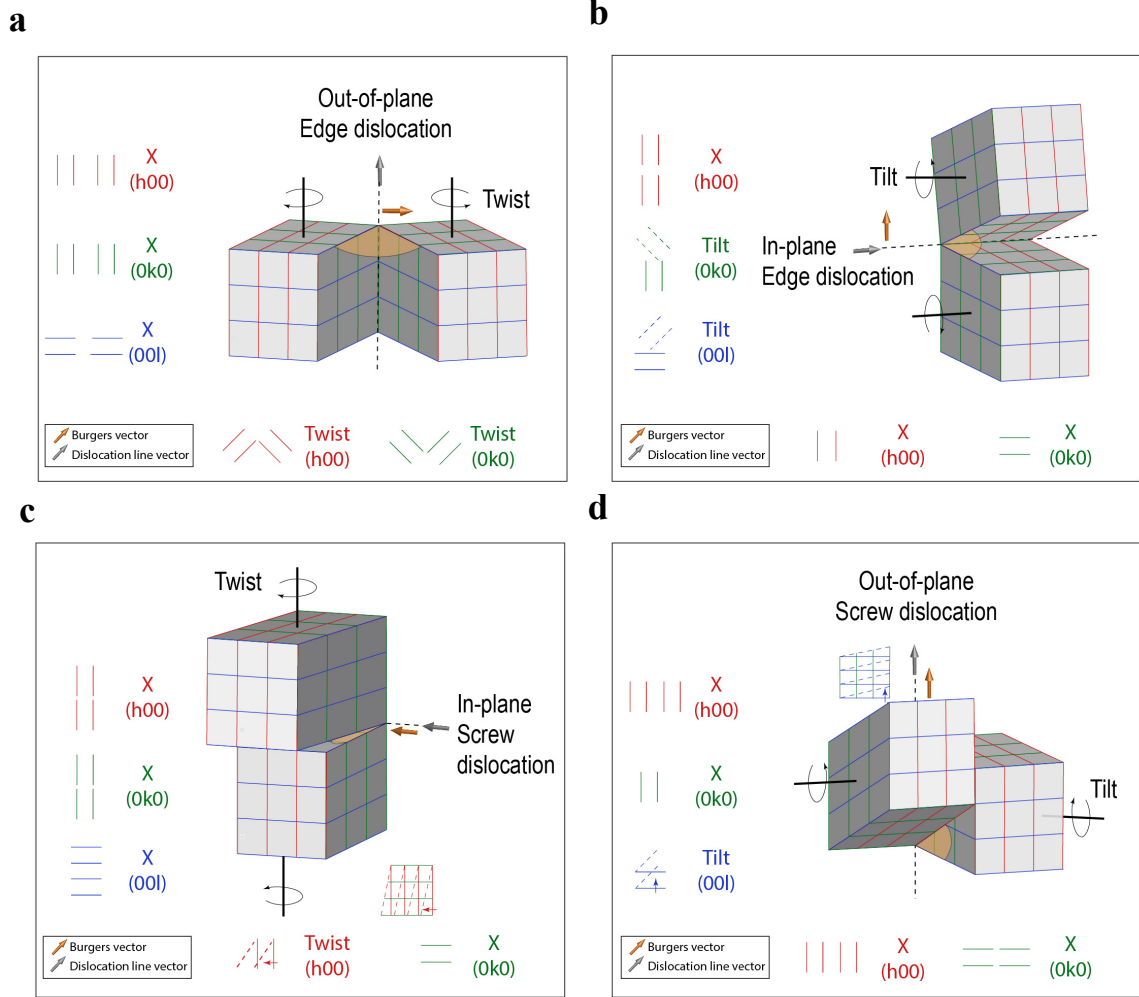 a
Out-of-plane
Edge dislocation
X
(h00)
Twist
X
(0k0)
X
(00l)
Burgers vector
Dislocation line vector
Twist
(h00)
Twist
(0k0)
b
X
(h00)
Tilt
Tilt
(0k0)
In-plane
Edge dislocation
Tilt
(00l)
Burgers vector
Dislocation line vector
X
(h00)
X
(0k0)
c
Twist
X
(h00)
In-plane
Screw
dislocation
X
(0k0)
X
(00l)
Burgers vector
Dislocation line vector
Twist
(h00)
X
(0k0)
d
Out-of-plane
Screw dislocation
X
(h00)
X
(0k0)
Tilt
Tilt
(00l)
Burgers vector
Dislocation line vector
X
(h00)
X
(0k0)